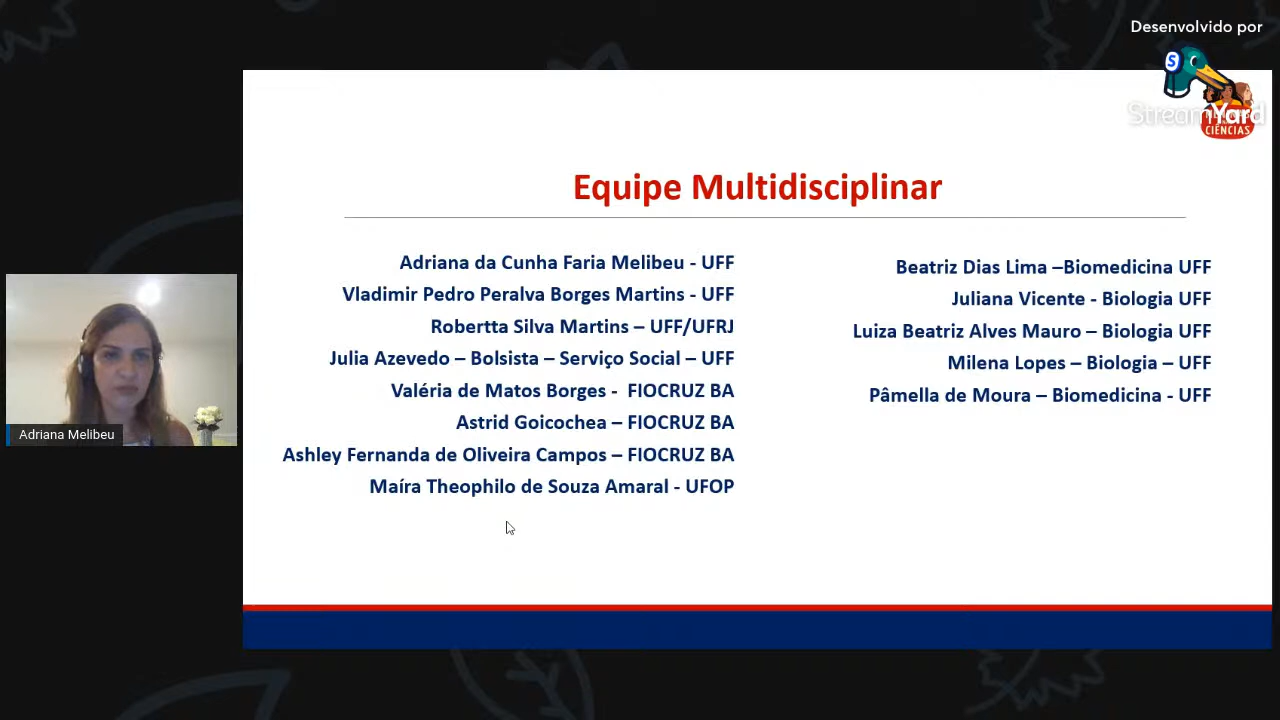 Desenvolvido por
StreamYard
CIÊNCIAS
Equipe Multidisciplinar
Adriana da Cunha Faria Melibeu - UFF
Vladimir Pedro Peralva Borges Martins - UFF
Robertta Silva Martins – UFF/UFRJ
Julia Azevedo – Bolsista – Serviço Social – UFF
Valéria de Matos Borges -  FIOCRUZ BA
Astrid Goicochea – FIOCRUZ BA
Ashley Fernanda de Oliveira Campos – FIOCRUZ BA
Maíra Theophilo de Souza Amaral - UFOP
Beatriz Dias Lima –Biomedicina UFF
Juliana Vicente - Biologia UFF
Luiza Beatriz Alves Mauro – Biologia UFF
Milena Lopes – Biologia – UFF
Pâmella de Moura – Biomedicina - UFF
Adriana Melibeu